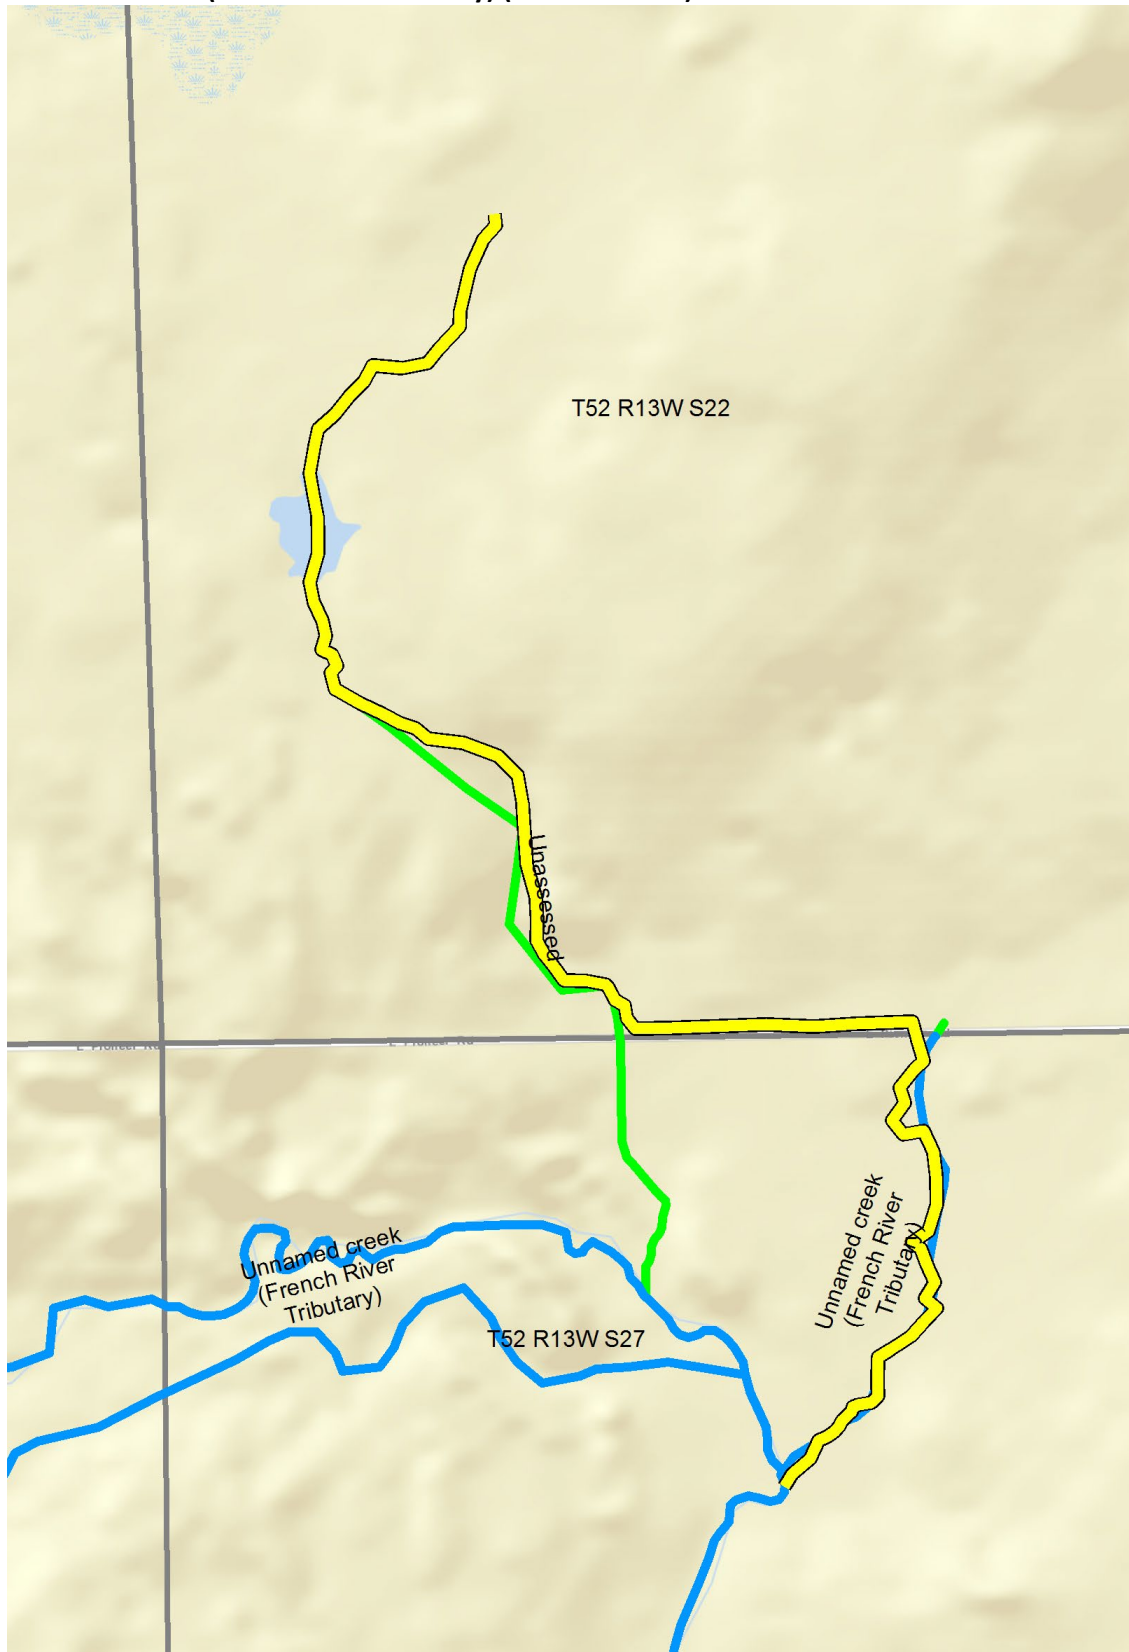 T52 R13W S22
Unassessed
Unnamed creek
(French River
Tributary)
Unnamed creek
(French River
Tributary)
T52 R13W S27